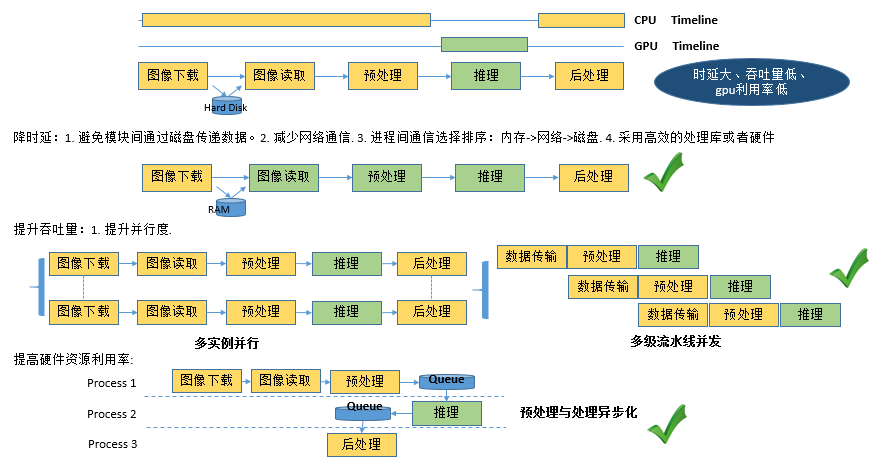 CPU Timeline
GPU Timeline
图像下载 图像读取 预处理 推理 后处理
Hard Disk
时延大、吞吐量低、
gpu利用率低
降时延：1. 避免模块间通过磁盘传递数据。2. 减少网络通信. 3. 进程间通信选择排序：内存->网络->磁盘. 4. 采用高效的处理库或者硬件
图像下载 图像读取 预处理 推理 后处理
RAM
提升吞吐量：1. 提升并行度.
图像下载 图像读取 预处理 推理 后处理
图像下载 图像读取 预处理 推理 后处理
多实例并行
数据传输 预处理 推理
数据传输 预处理 推理
数据传输 预处理 推理
多级流水线并发
提高硬件资源利用率:
Process 1 图像下载 图像读取 预处理 Queue
Process 2 Queue 推理
Process 3 后处理
预处理与处理异步化